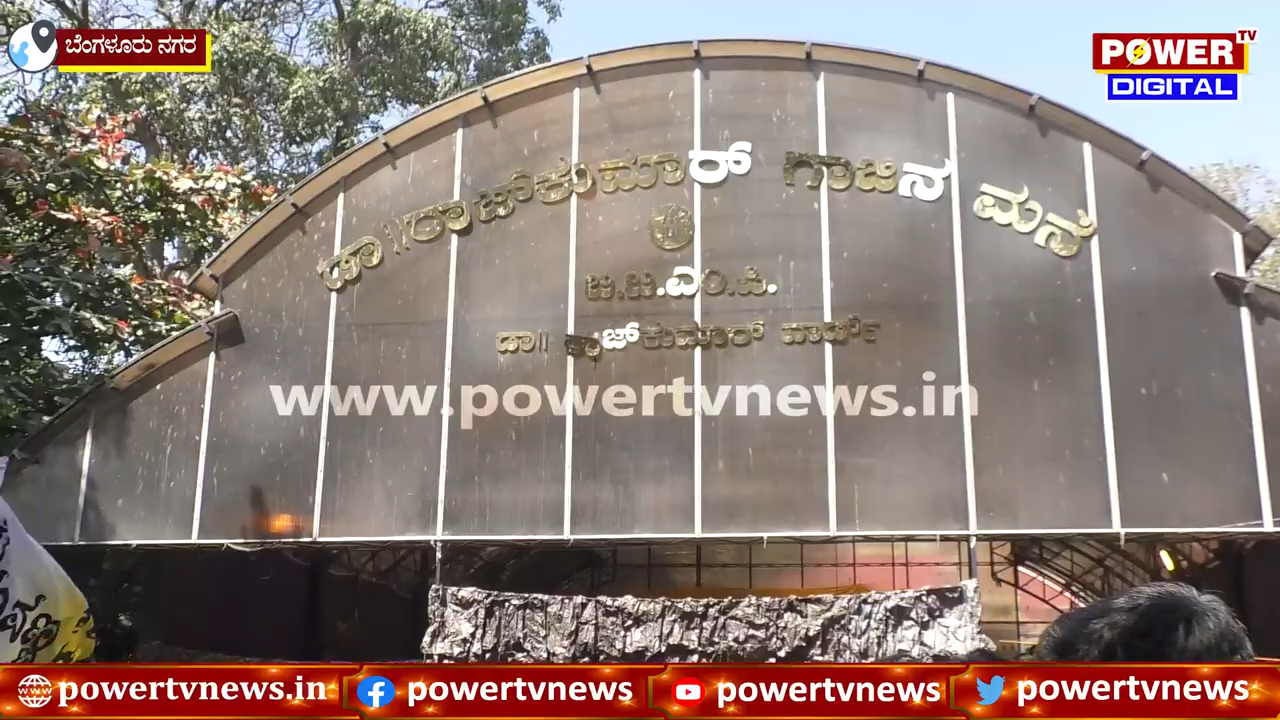 ಬೆಂಗಳೂರು ನಗರ
POWER TV
DIGITAL
ಡಾ||ರಾಜ್‌ಕುಮಾರ್ ಗಾಜಿನ ಮನೆ
ಬಿ.ಬಿ.ಎಂ.ಪಿ.
ಡಾ|| ರಾಜ್‌ಕುಮಾರ್ ವಾರ್ಡ್
www.powertvnews.in
powertvnews.in powertvnews powertvnews powertvnews